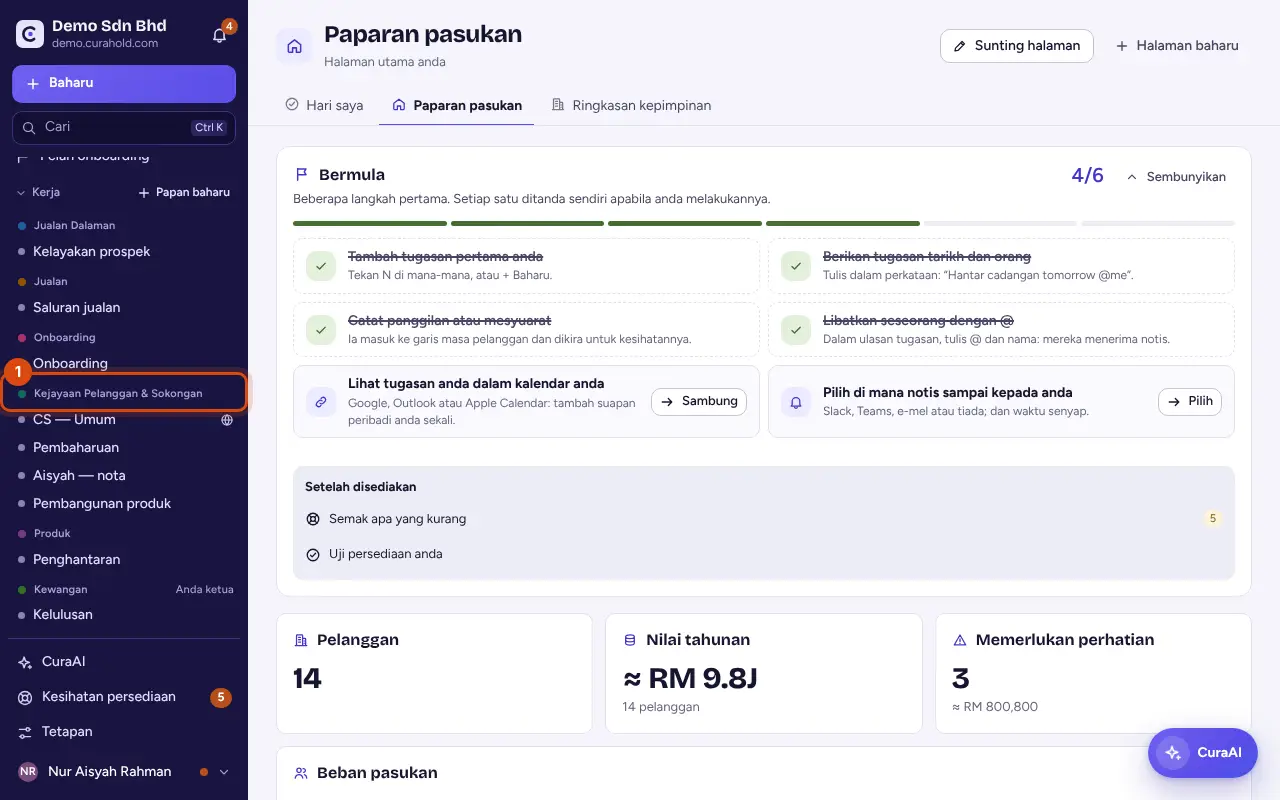 Demo Sdn Bhd
demo.curahold.com
4
Baharu
Cari
Ctrl K
Pelan onboarding
Kerja
Papan baharu
Jualan Dalaman
Kelayakan prospek
Jualan
Saluran jualan
Onboarding
Onboarding
1
Kejayaan Pelanggan & Sokongan
CS — Umum
Pembaharuan
Aisyah — nota
Pembangunan produk
Produk
Penghantaran
Kewangan
Anda ketua
Kelulusan
CuraAI
Kesihatan persediaan
5
Tetapan
NR
Nur Aisyah Rahman
Paparan pasukan
Halaman utama anda
Sunting halaman
Halaman baharu
Hari saya
Paparan pasukan
Ringkasan kepimpinan
Bermula
4/6
Sembunyikan
Beberapa langkah pertama. Setiap satu ditanda sendiri apabila anda melakukannya.
Tambah tugasan pertama anda
Tekan N di mana-mana, atau + Baharu.
Berikan tugasan tarikh dan orang
Tulis dalam perkataan: “Hantar cadangan tomorrow @me”.
Catat panggilan atau mesyuarat
Ia masuk ke garis masa pelanggan dan dikira untuk kesihatannya.
Libatkan seseorang dengan @
Dalam ulasan tugasan, tulis @ dan nama: mereka menerima notis.
Lihat tugasan anda dalam kalendar anda
Google, Outlook atau Apple Calendar: tambah suapan
peribadi anda sekali.
Sambung
Pilih di mana notis sampai kepada anda
Slack, Teams, e-mel atau tiada; dan waktu senyap.
Pilih
Setelah disediakan
Semak apa yang kurang
5
Uji persediaan anda
Pelanggan
14
Nilai tahunan
≈ RM 9.8J
14 pelanggan
Memerlukan perhatian
3
≈ RM 800,800
Beban pasukan
CuraAI